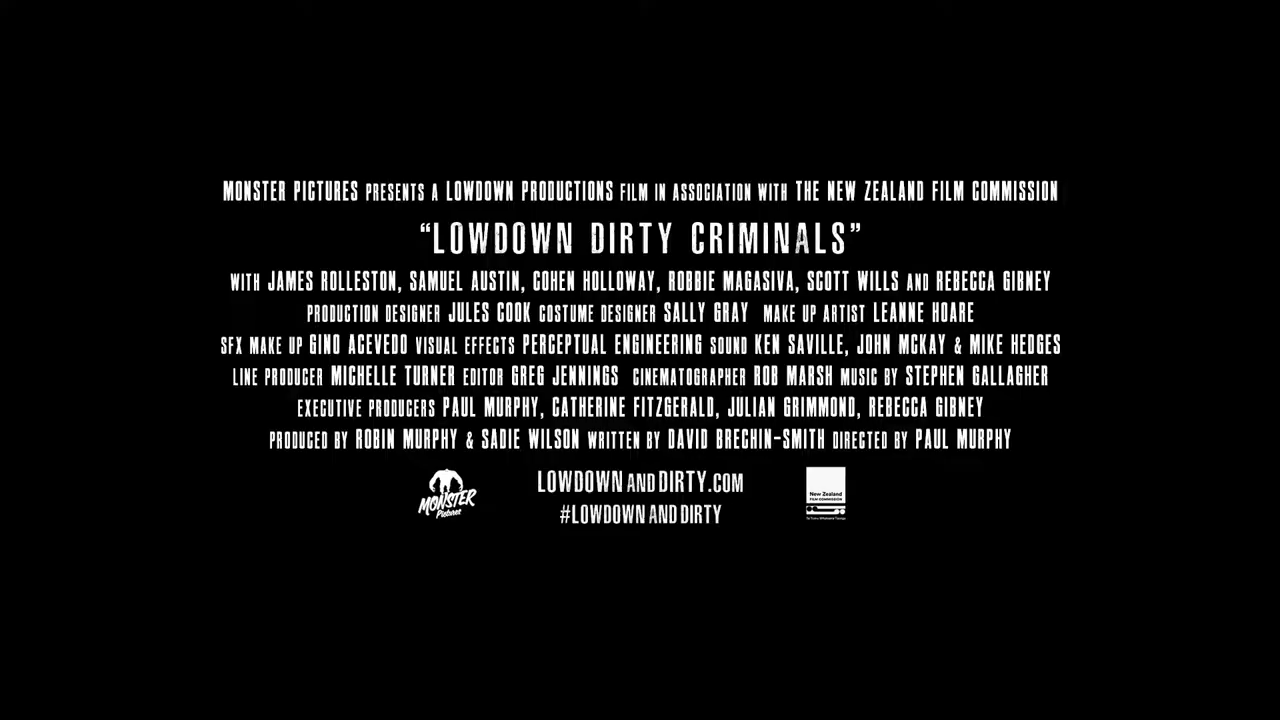 MONSTER PICTURES PRESENTS A LOWDOWN PRODUCTIONS FILM IN ASSOCIATION WITH THE NEW ZEALAND FILM COMMISSION
“LOWDOWN DIRTY CRIMINALS”
WITH JAMES ROLLESTON, SAMUEL AUSTIN, COHEN HOLLOWAY, ROBBIE MAGASIVA, SCOTT WILLS AND REBECCA GIBNEY
PRODUCTION DESIGNER JULES COOK COSTUME DESIGNER SALLY GRAY MAKE UP ARTIST LEANNE HOARE
SFX MAKE UP GINO ACEVEDO VISUAL EFFECTS PERCEPTUAL ENGINEERING SOUND KEN SAVILLE, JOHN MCKAY & MIKE HEDGES
LINE PRODUCER MICHELLE TURNER EDITOR GREG JENNINGS CINEMATOGRAPHER ROB MARSH MUSIC BY STEPHEN GALLAGHER
EXECUTIVE PRODUCERS PAUL MURPHY, CATHERINE FITZGERALD, JULIAN GRIMMOND, REBECCA GIBNEY
PRODUCED BY ROBIN MURPHY & SADIE WILSON WRITTEN BY DAVID BRECHIN-SMITH DIRECTED BY PAUL MURPHY
MONSTER
Pictures
LOWDOWNANDDIRTY.COM
#LOWDOWNANDDIRTY
New Zealand
FILM COMMISSION